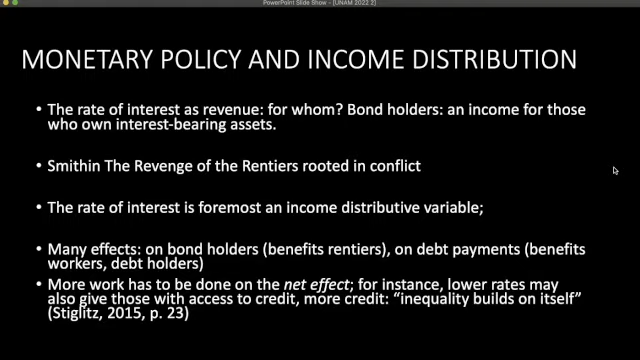 PowerPoint Slide Show - [UNAM 2022 2]
MONETARY POLICY AND INCOME DISTRIBUTION
• The rate of interest as revenue: for whom? Bond holders: an income for those
who own interest-bearing assets.
• Smithin The Revenge of the Rentiers rooted in conflict
• The rate of interest is foremost an income distributive variable;
• Many effects: on bond holders (benefits rentiers), on debt payments (benefits
workers, debt holders)
• More work has to be done on the net effect; for instance, lower rates may
also give those with access to credit, more credit: “inequality builds on itself”
(Stiglitz, 2015, p. 23)